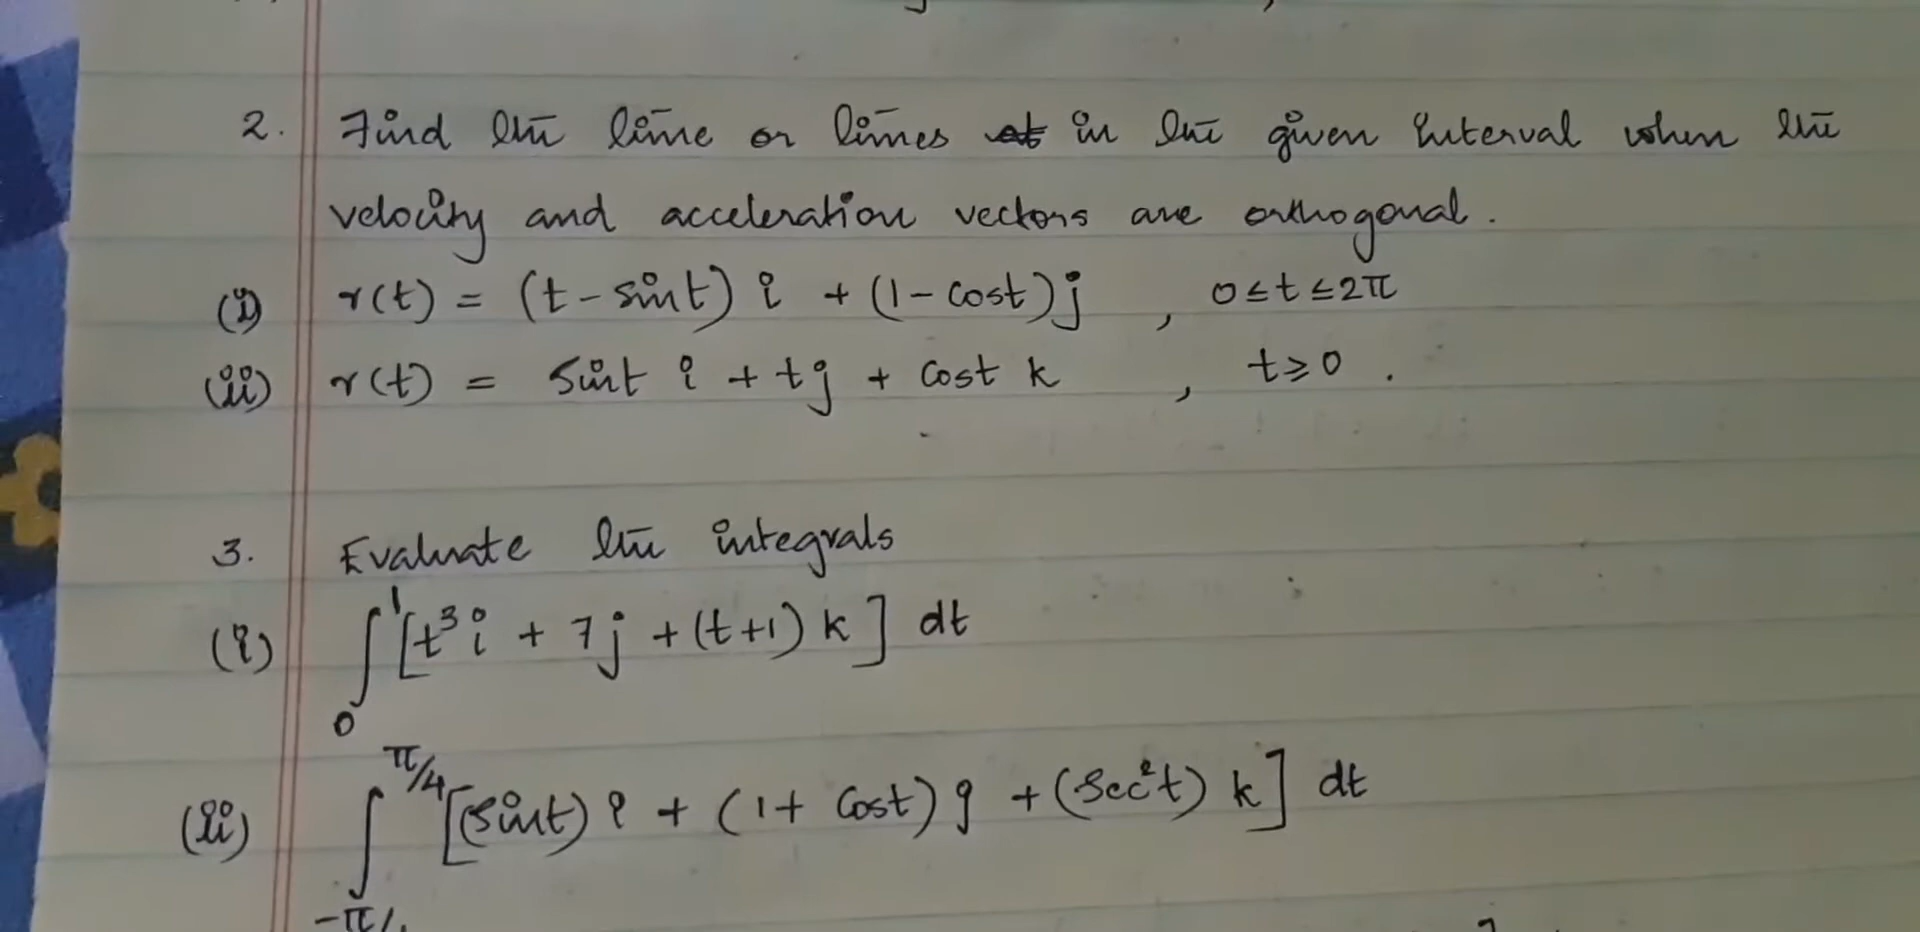 2. Find the time or times at in the given interval when the
velocity and acceleration vectors are orthogonal.
(i) r(t) = (t - sint) i + (1 - cost) j , 0 ≤ t ≤ 2π
(ii) r(t) = sint i + tj + cost k , t ≥ 0 .
3. Evaluate the integrals
(i) ∫₀¹ [t³ i + 7 j + (t+1) k ] dt
(ii) ∫ π/4 [(sint) i + (1 + cost) j + (sec²t) k ] dt
-π/